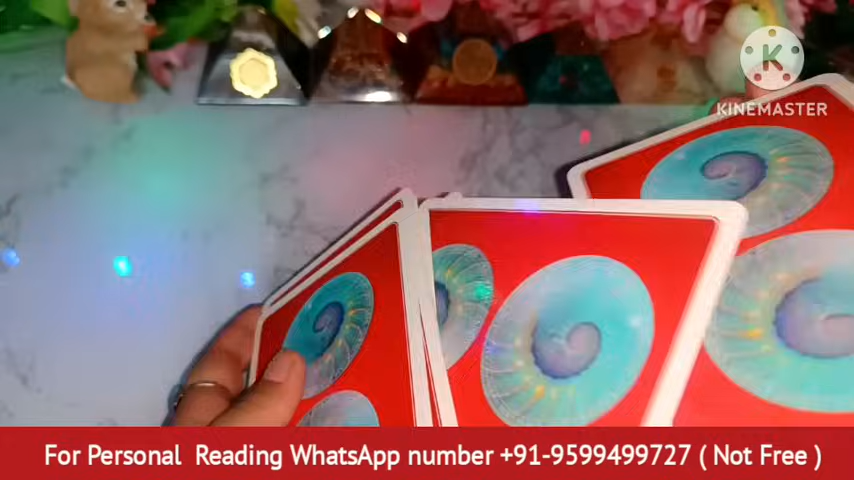 K
KINEMASTER
For Personal Reading WhatsApp number +91-9599499727 ( Not Free )